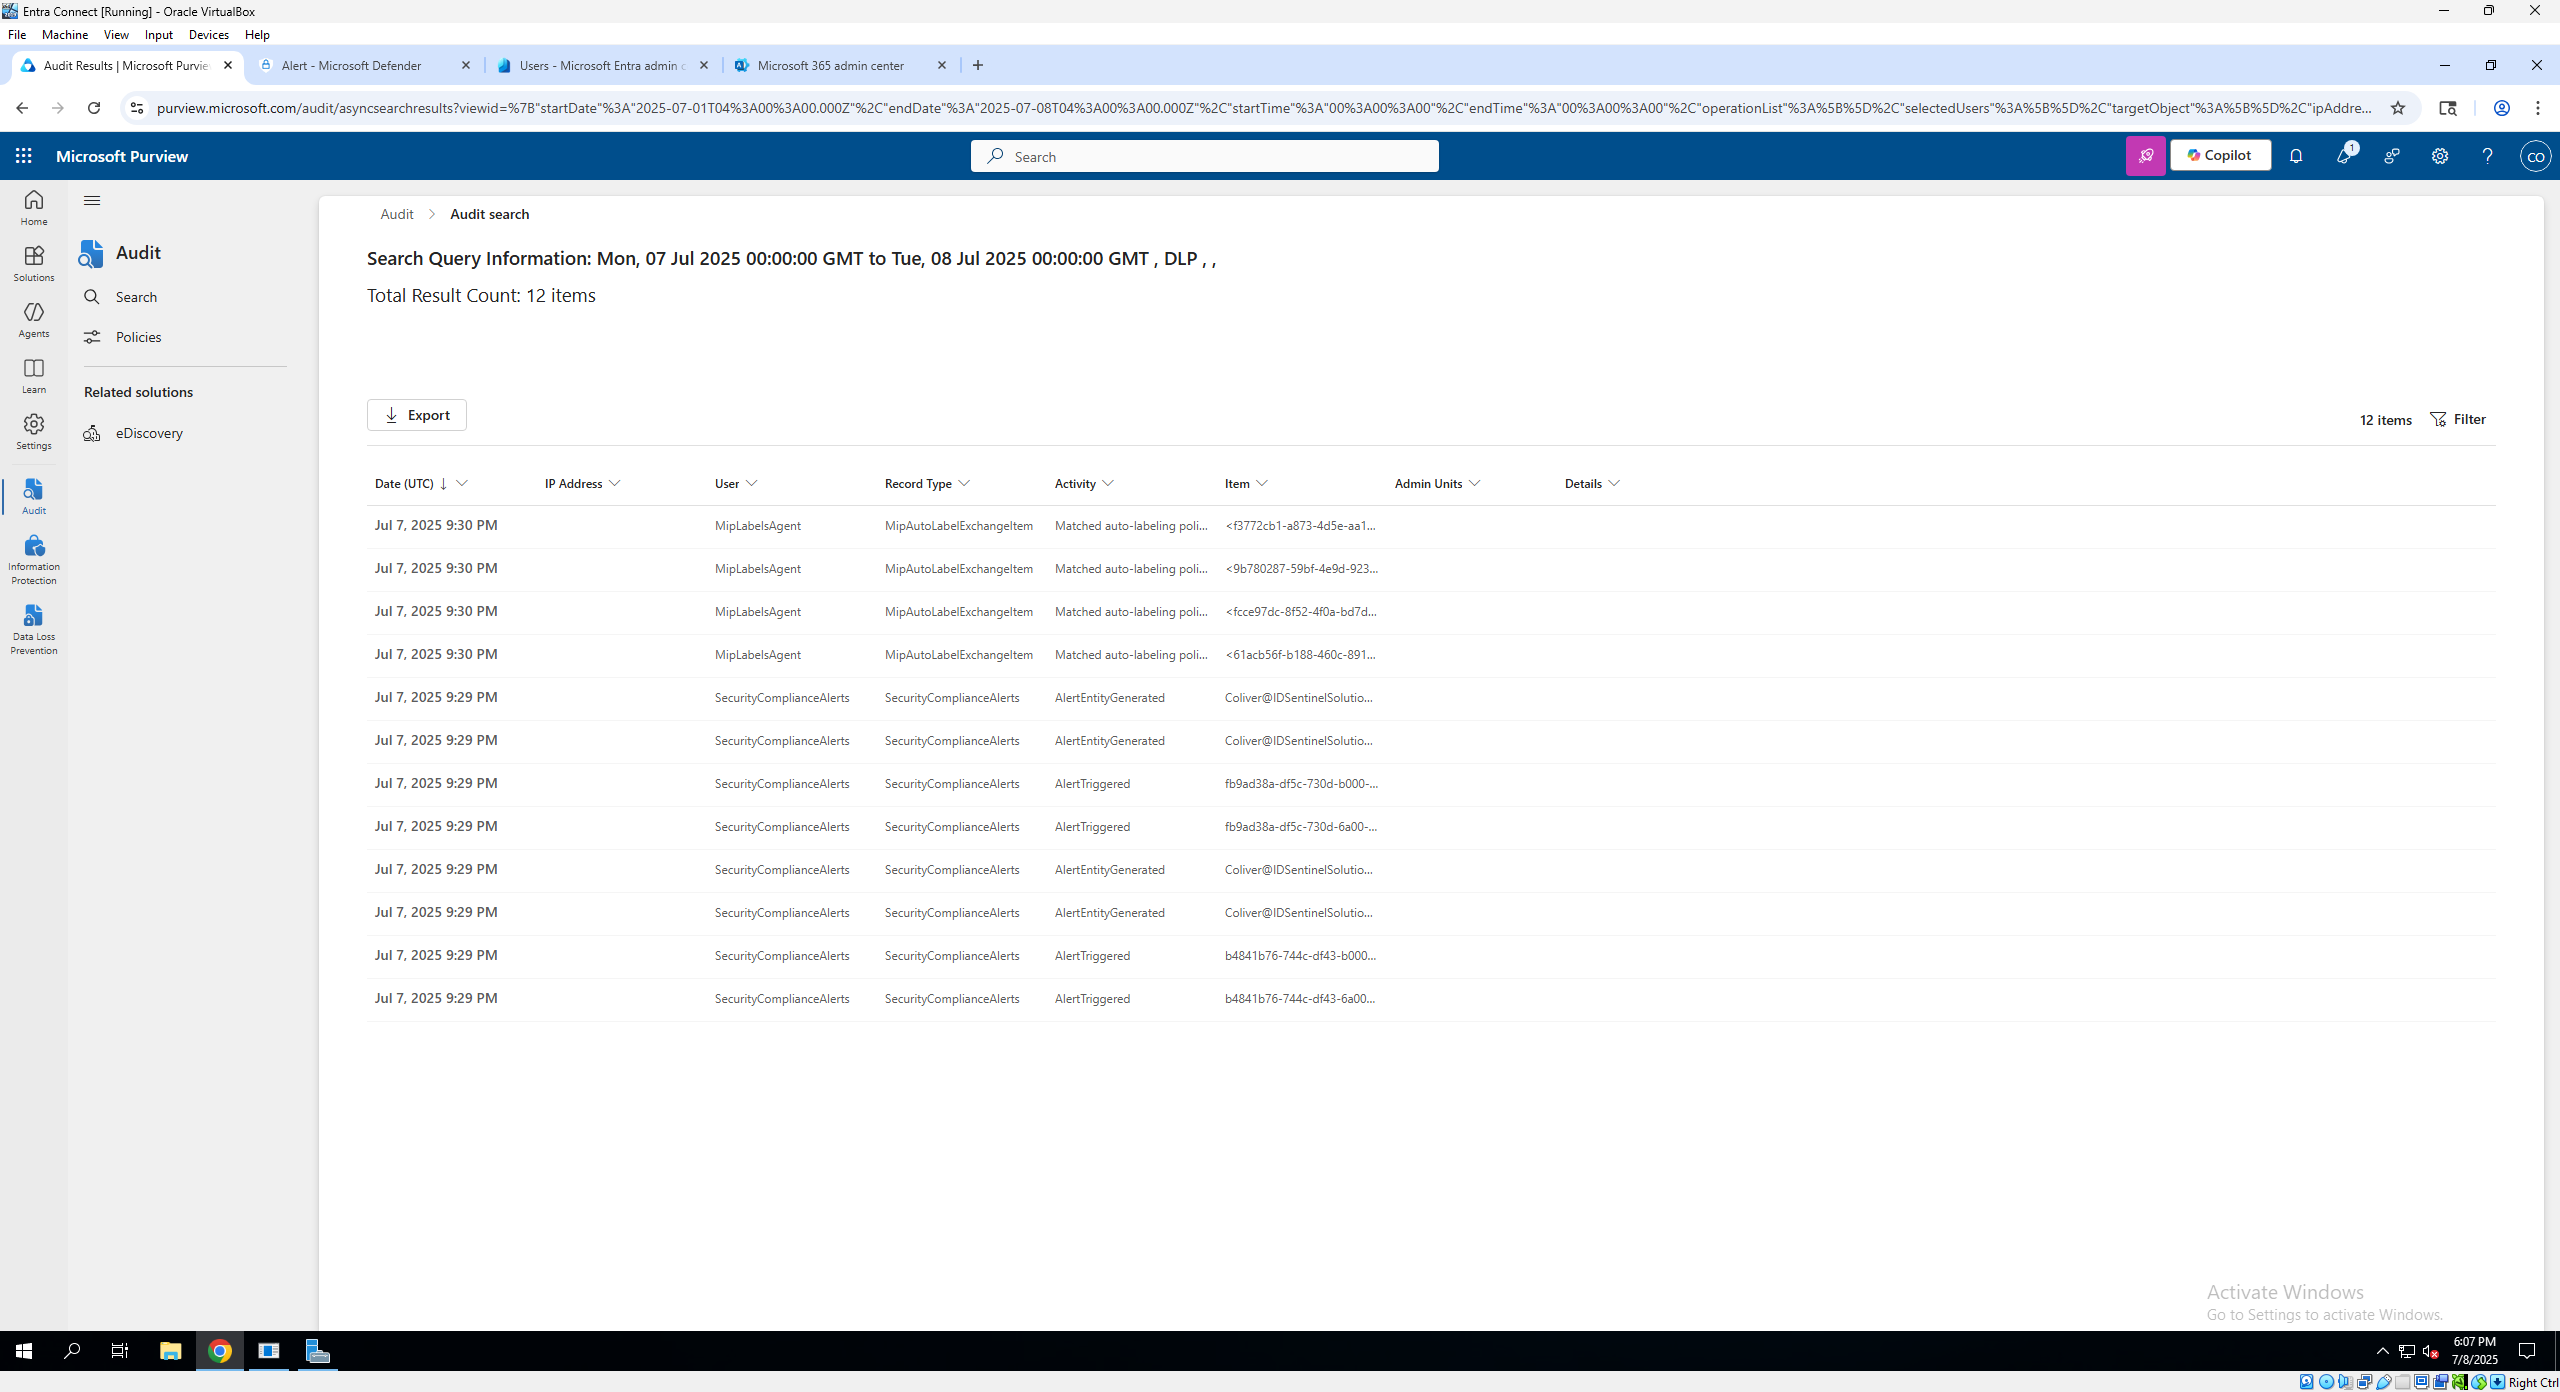 Entra Connect [Running] - Oracle VirtualBox
File Machine View Input Devices Help
Audit Results | Microsoft Purvie
Alert - Microsoft Defender
Users - Microsoft Entra admin c
Microsoft 365 admin center
purview.microsoft.com/audit/asyncsearchresults?viewid=%7B"startDate"%3A"2025-07-01T04%3A00%3A00.000Z"%2C"endDate"%3A"2025-07-08T04%3A00%3A00.000Z"%2C"startTime"%3A"00%3A00%3A00"%2C"endTime"%3A"00%3A00%3A00"%2C"operationList"%3A%5B%5D%2C"selectedUsers"%3A%5B%5D%2C"targetObject"%3A%5B%5D%2C"ipAddre...
Microsoft Purview
Search
Copilot
1
CO
Home
Solutions
Agents
Learn
Settings
Audit
Information Protection
Data Loss Prevention
Audit
Search
Policies
Related solutions
eDiscovery
Audit > Audit search
Search Query Information: Mon, 07 Jul 2025 00:00:00 GMT to Tue, 08 Jul 2025 00:00:00 GMT , DLP , ,
Total Result Count: 12 items
Export
12 items Filter
Date (UTC) ↓ IP Address User Record Type Activity Item Admin Units Details
Jul 7, 2025 9:30 PM MipLabelsAgent MipAutoLabelExchangeItem Matched auto-labeling poli... <f3772cb1-a873-4d5e-aa1...
Jul 7, 2025 9:30 PM MipLabelsAgent MipAutoLabelExchangeItem Matched auto-labeling poli... <9b780287-59bf-4e9d-923...
Jul 7, 2025 9:30 PM MipLabelsAgent MipAutoLabelExchangeItem Matched auto-labeling poli... <fcce97dc-8f52-4f0a-bd7d...
Jul 7, 2025 9:30 PM MipLabelsAgent MipAutoLabelExchangeItem Matched auto-labeling poli... <61acb56f-b188-460c-891...
Jul 7, 2025 9:29 PM SecurityComplianceAlerts SecurityComplianceAlerts AlertEntityGenerated Coliver@IDSentinelSolutio...
Jul 7, 2025 9:29 PM SecurityComplianceAlerts SecurityComplianceAlerts AlertEntityGenerated Coliver@IDSentinelSolutio...
Jul 7, 2025 9:29 PM SecurityComplianceAlerts SecurityComplianceAlerts AlertTriggered fb9ad38a-df5c-730d-b000-...
Jul 7, 2025 9:29 PM SecurityComplianceAlerts SecurityComplianceAlerts AlertTriggered fb9ad38a-df5c-730d-6a00-...
Jul 7, 2025 9:29 PM SecurityComplianceAlerts SecurityComplianceAlerts AlertEntityGenerated Coliver@IDSentinelSolutio...
Jul 7, 2025 9:29 PM SecurityComplianceAlerts SecurityComplianceAlerts AlertEntityGenerated Coliver@IDSentinelSolutio...
Jul 7, 2025 9:29 PM SecurityComplianceAlerts SecurityComplianceAlerts AlertTriggered b4841b76-744c-df43-b000...
Jul 7, 2025 9:29 PM SecurityComplianceAlerts SecurityComplianceAlerts AlertTriggered b4841b76-744c-df43-6a00...
Activate Windows
Go to Settings to activate Windows.
6:07 PM
7/8/2025
Right Ctrl